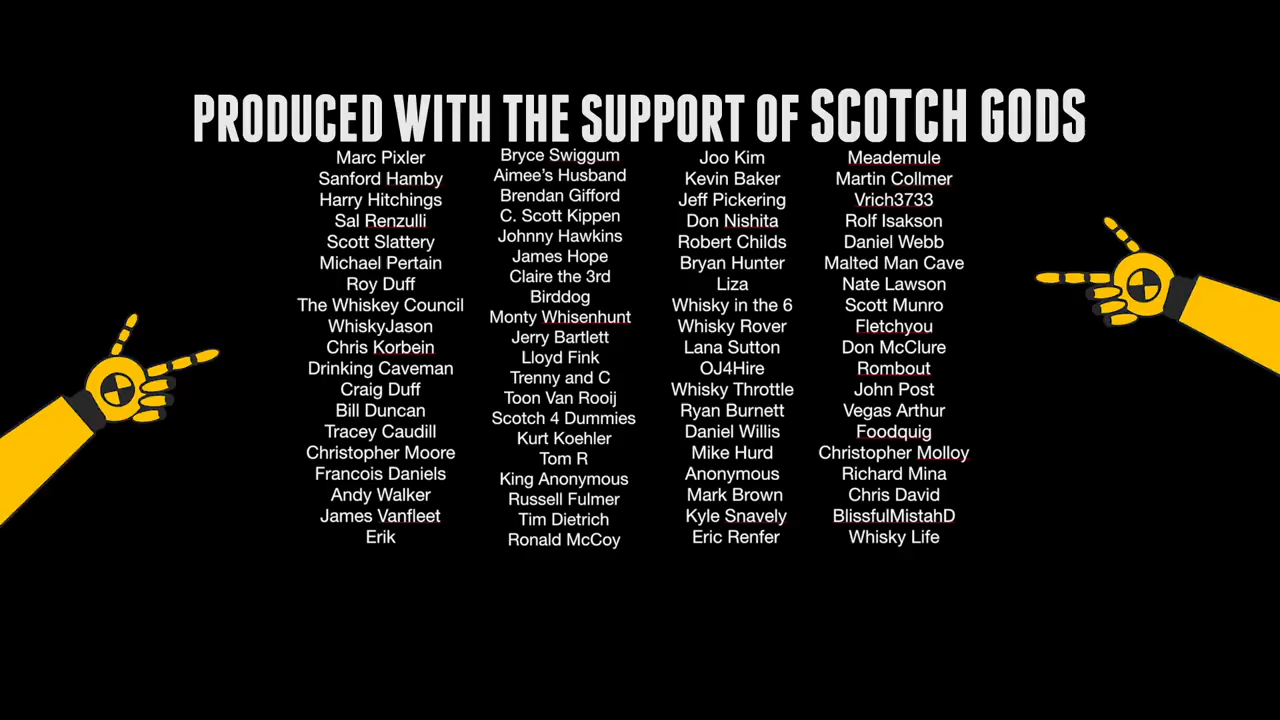 PRODUCED WITH THE SUPPORT OF SCOTCH GODS
Marc Pixler
Sanford Hamby
Harry Hitchings
Sal Renzulli
Scott Slattery
Michael Pertain
Roy Duff
The Whiskey Council
WhiskyJason
Chris Korbein
Drinking Caveman
Craig Duff
Bill Duncan
Tracey Caudill
Christopher Moore
Francois Daniels
Andy Walker
James Vanfleet
Erik
Bryce Swiggum
Aimee's Husband
Brendan Gifford
C. Scott Kippen
Johnny Hawkins
James Hope
Claire the 3rd
Birddog
Monty Whisenhunt
Jerry Bartlett
Lloyd Fink
Trenny and C
Toon Van Rooij
Scotch 4 Dummies
Kurt Koehler
Tom R
King Anonymous
Russell Fulmer
Tim Dietrich
Ronald McCoy
Joo Kim
Kevin Baker
Jeff Pickering
Don Nishita
Robert Childs
Bryan Hunter
Liza
Whisky in the 6
Whisky Rover
Lana Sutton
OJ4Hire
Whisky Throttle
Ryan Burnett
Daniel Willis
Mike Hurd
Anonymous
Mark Brown
Kyle Snavely
Eric Renfer
Meademule
Martin Collmer
Vrich3733
Rolf Isakson
Daniel Webb
Malted Man Cave
Nate Lawson
Scott Munro
Fletchyou
Don McClure
Rombout
John Post
Vegas Arthur
Foodquig
Christopher Molloy
Richard Mina
Chris David
BlissfulMistahD
Whisky Life